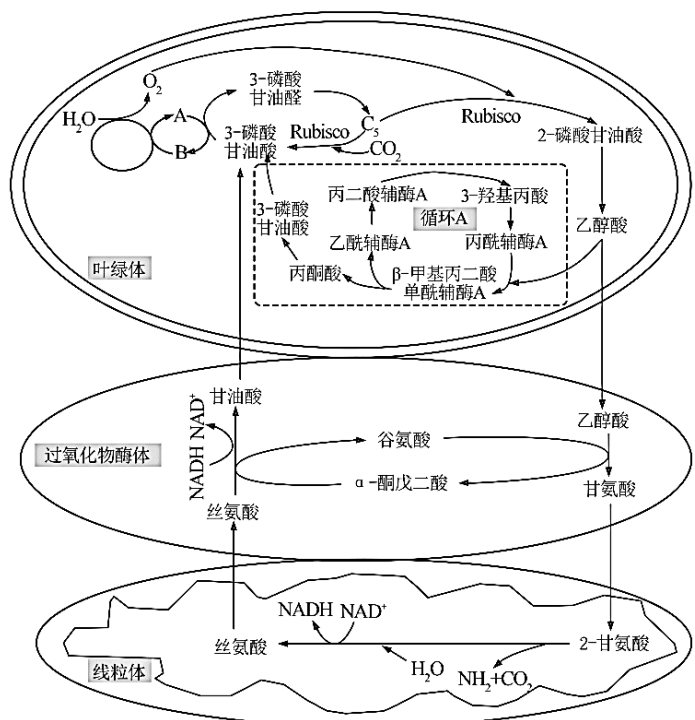 O₂
3-磷酸
甘油醛
H₂O
A
B
3-磷酸
甘油酸
Rubisco
C₅
CO₂
Rubisco
2-磷酸甘油酸
丙二酸辅酶A
3-羟基丙酸
循环A
3-磷酸
甘油酸
乙酰辅酶A
丙酰辅酶A
乙醇酸
丙酮酸
β-甲基丙二酸
单酰辅酶A
叶绿体
甘油酸
NADH NAD⁺
乙醇酸
谷氨酸
过氧化物酶体
α-酮戊二酸
甘氨酸
丝氨酸
NADH NAD⁺
丝氨酸
2-甘氨酸
线粒体
H₂O
NH₂+CO₂